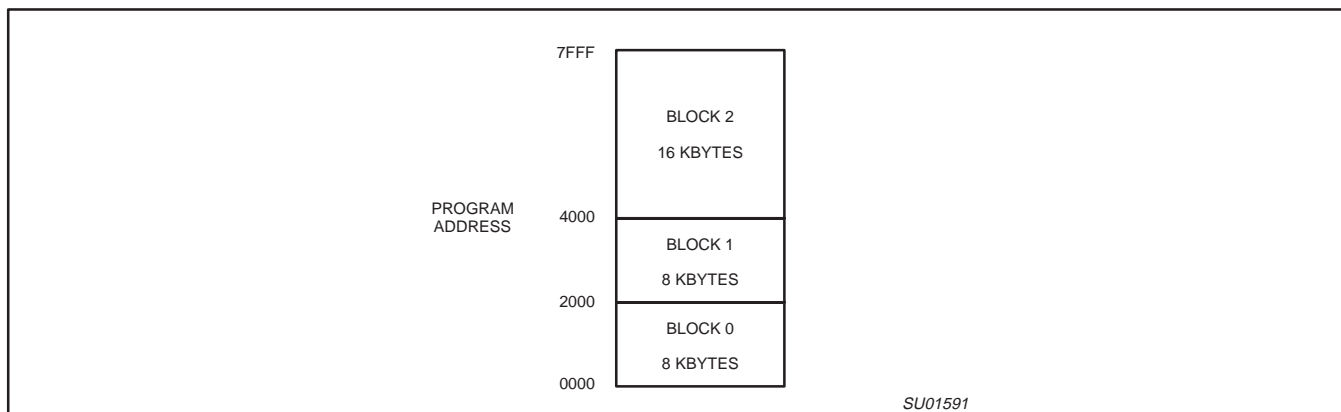 7FFF
BLOCK 2
16 KBYTES
PROGRAM
ADDRESS
4000
BLOCK 1
8 KBYTES
2000
BLOCK 0
8 KBYTES
0000
SU01591